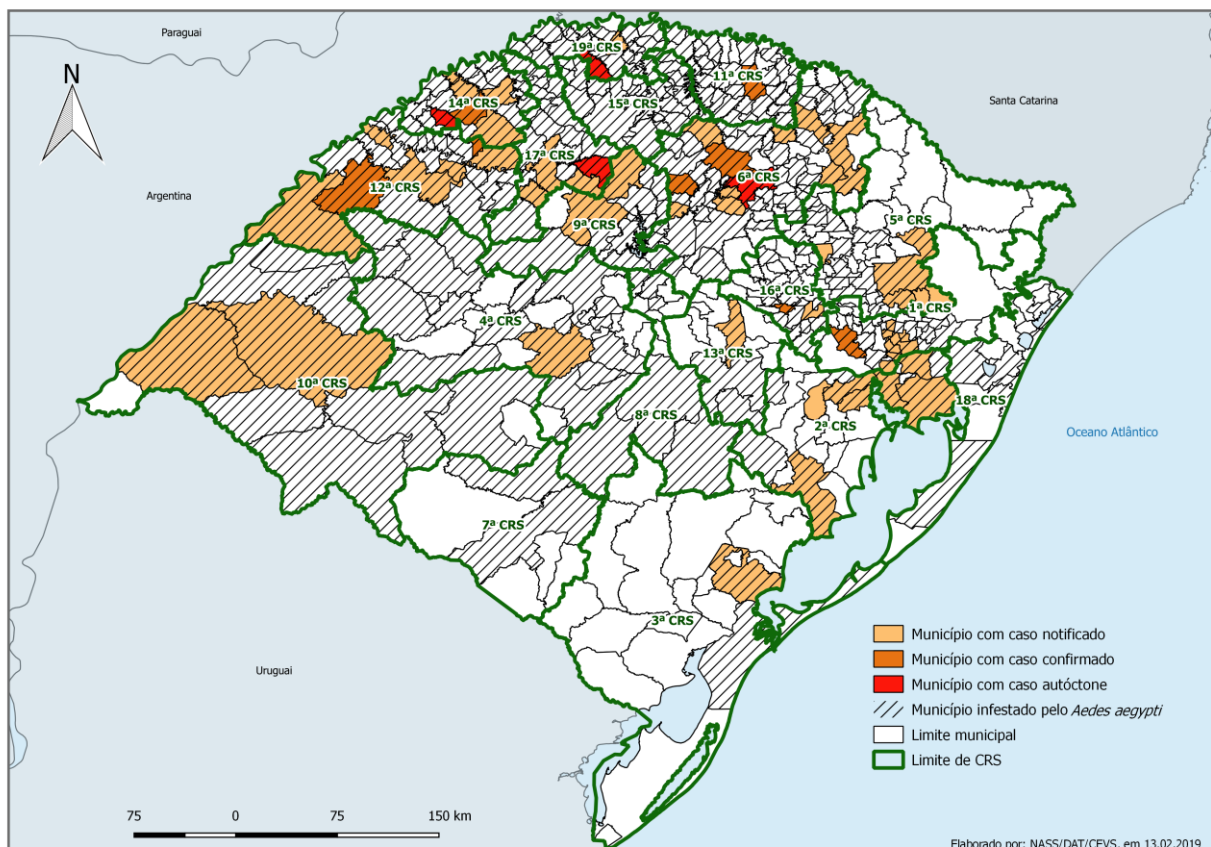 Paraguai
Santa Catarina
N
Argentina
19ª CRS
11ª CRS
14ª CRS
15ª CRS
17ª CRS
6ª CRS
12ª CRS
9ª CRS
5ª CRS
16ª CRS
1ª CRS
4ª CRS
13ª CRS
10ª CRS
18ª CRS
8ª CRS
2ª CRS
Oceano Atlântico
7ª CRS
3ª CRS
Uruguai
Município com caso notificado
Município com caso confirmado
Município com caso autóctone
Município infestado pelo Aedes aegypti
Limite municipal
Limite de CRS
75 0 75 150 km
Elaborado por: NASS/DAT/CEVS, em 13.02.2019